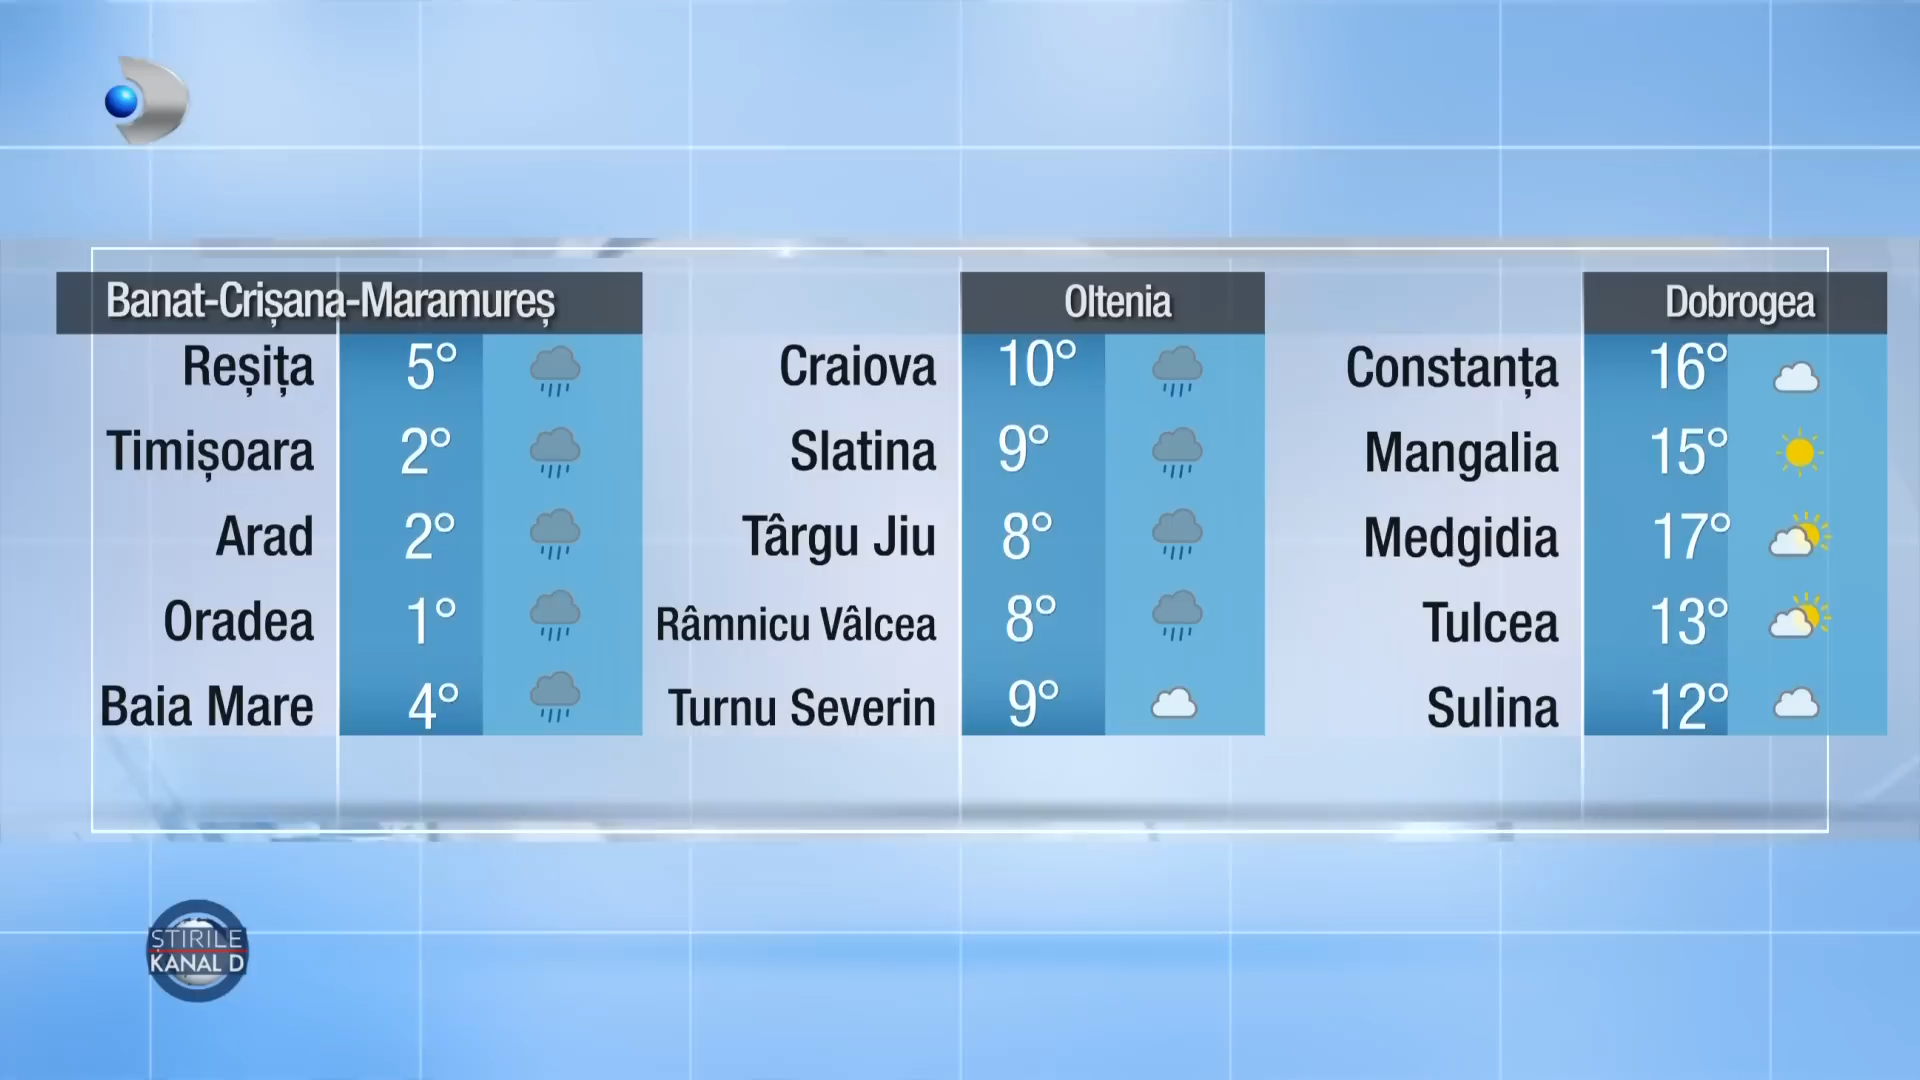 Banat-Crișana-Maramureș
Reșița 5°
Timișoara 2°
Arad 2°
Oradea 1°
Baia Mare 4°
Oltenia
Craiova 10°
Slatina 9°
Târgu Jiu 8°
Râmnicu Vâlcea 8°
Turnu Severin 9°
Dobrogea
Constanța 16°
Mangalia 15°
Medgidia 17°
Tulcea 13°
Sulina 12°
ȘTIRILE
KANAL D